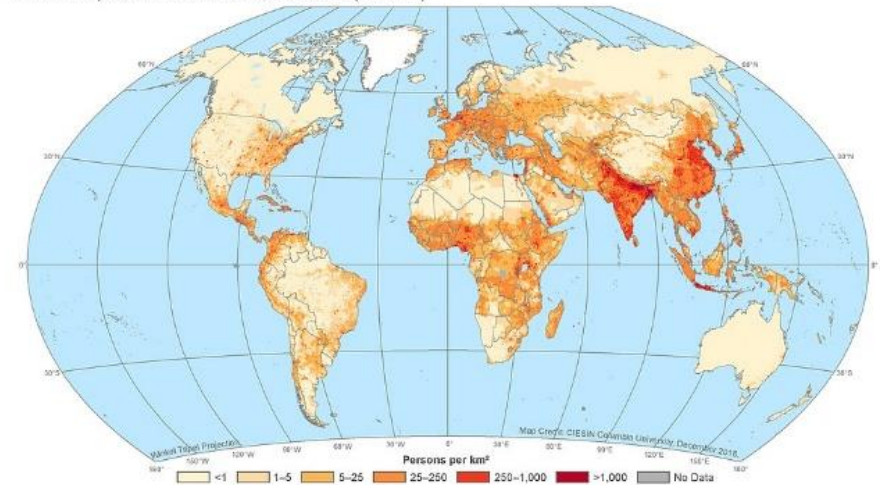 60°N
60°N
30°N
30°N
0°
0°
30°S
30°S
Winkel Tripel Projection
Map Credit: CIESIN Columbia University, December 2018.
180°
150°W
120°W
90°W
60°W
30°W
0°
30°E
60°E
90°E
120°E
150°E
180°
Persons per km²
<1
1–5
5–25
25–250
250–1,000
>1,000
No Data